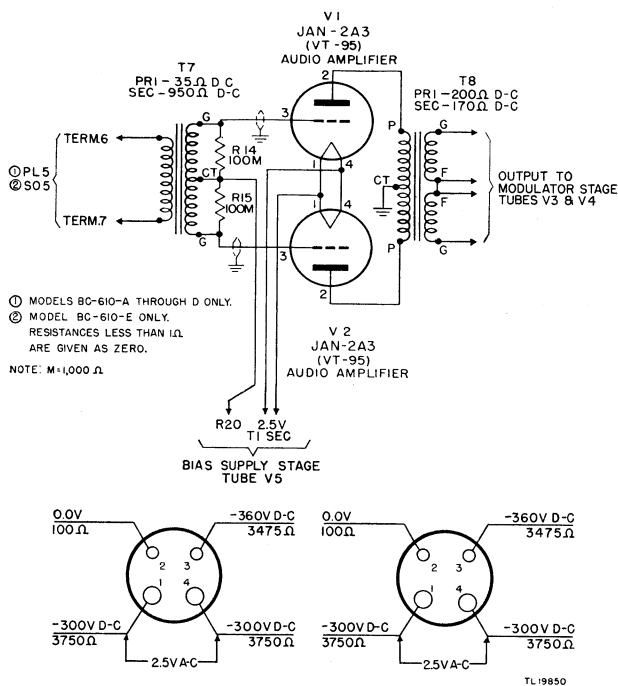 V1
JAN-2A3
(VT-95)
AUDIO AMPLIFIER
2
T7
PRI-35Ω D C
SEC-950Ω D-C
T8
PRI-200Ω D-C
SEC-170Ω D-C
G
3
P
G
TERM.6
R14
100M
1
4
① PL5
② SO5
CT
CT
F
F
OUTPUT TO
MODULATOR STAGE
TUBES V3 & V4
R15
100M
1
4
TERM.7
G
3
P
G
2
① MODELS BC-610-A THROUGH D ONLY.
② MODEL BC-610-E ONLY.
RESISTANCES LESS THAN 1Ω
ARE GIVEN AS ZERO.
NOTE: M=1,000 Ω
V 2
JAN-2A3
(VT-95)
AUDIO AMPLIFIER
R20
2.5V
T1 SEC
BIAS SUPPLY STAGE
TUBE V5
0.0V
100Ω
-360V D-C
3475Ω
2
3
1
4
-300V D-C
3750Ω
-300V D-C
3750Ω
2.5V A-C
0.0V
100Ω
-360V D-C
3475Ω
2
3
1
4
-300V D-C
3750Ω
-300V D-C
3750Ω
2.5V A-C
TL19850